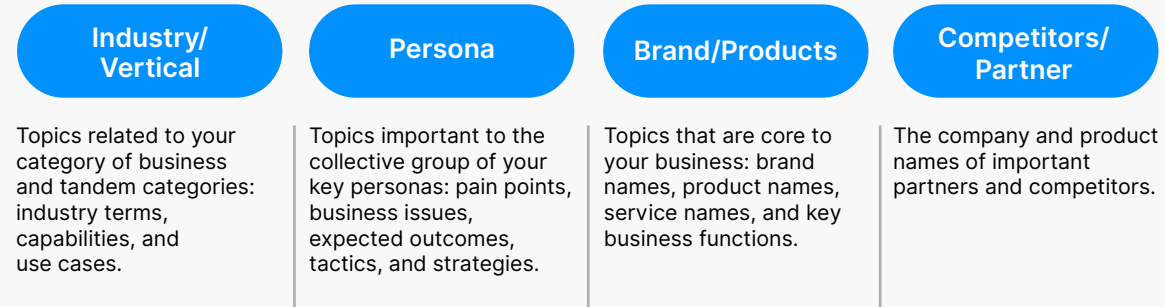 Industry/
Vertical
Topics related to your
category of business
and tandem categories:
industry terms,
capabilities, and
use cases.
Persona
Topics important to the
collective group of your
key personas: pain points,
business issues,
expected outcomes,
tactics, and strategies.
Brand/Products
Topics that are core to
your business: brand
names, product names,
service names, and key
business functions.
Competitors/
Partner
The company and product
names of important
partners and competitors.